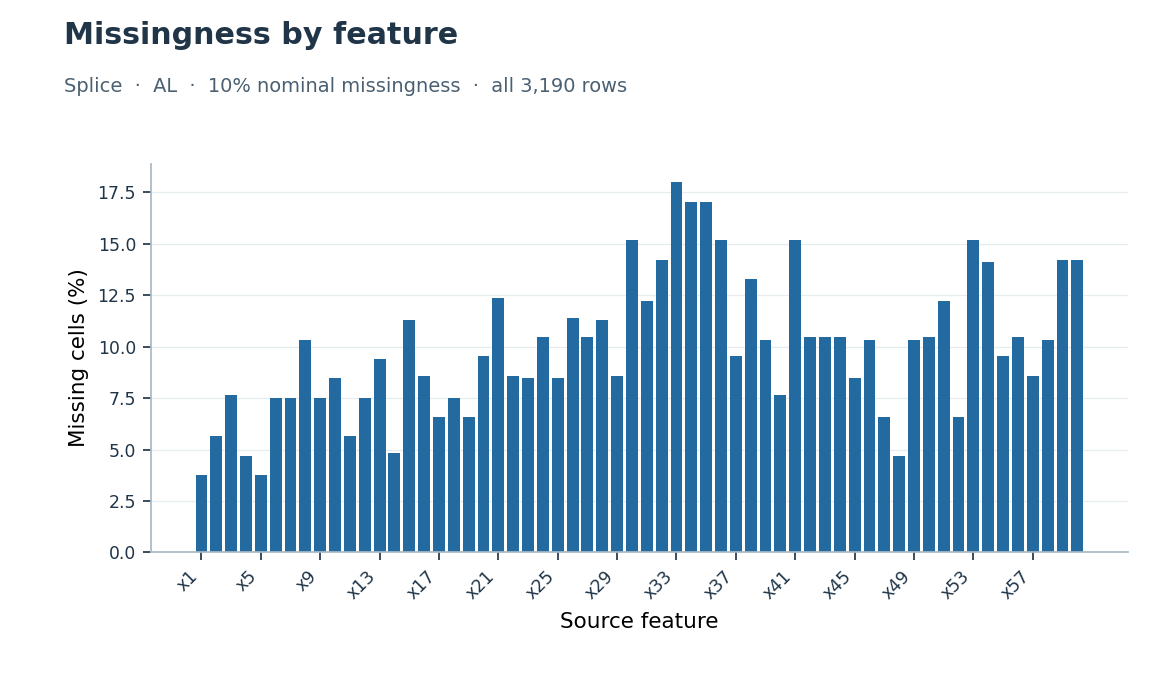 Missingness by feature
Splice · AL · 10% nominal missingness · all 3,190 rows
Missing cells (%)
17.5
15.0
12.5
10.0
7.5
5.0
2.5
0.0
x1 x5 x9 x13 x17 x21 x25 x29 x33 x37 x41 x45 x49 x53 x57
Source feature